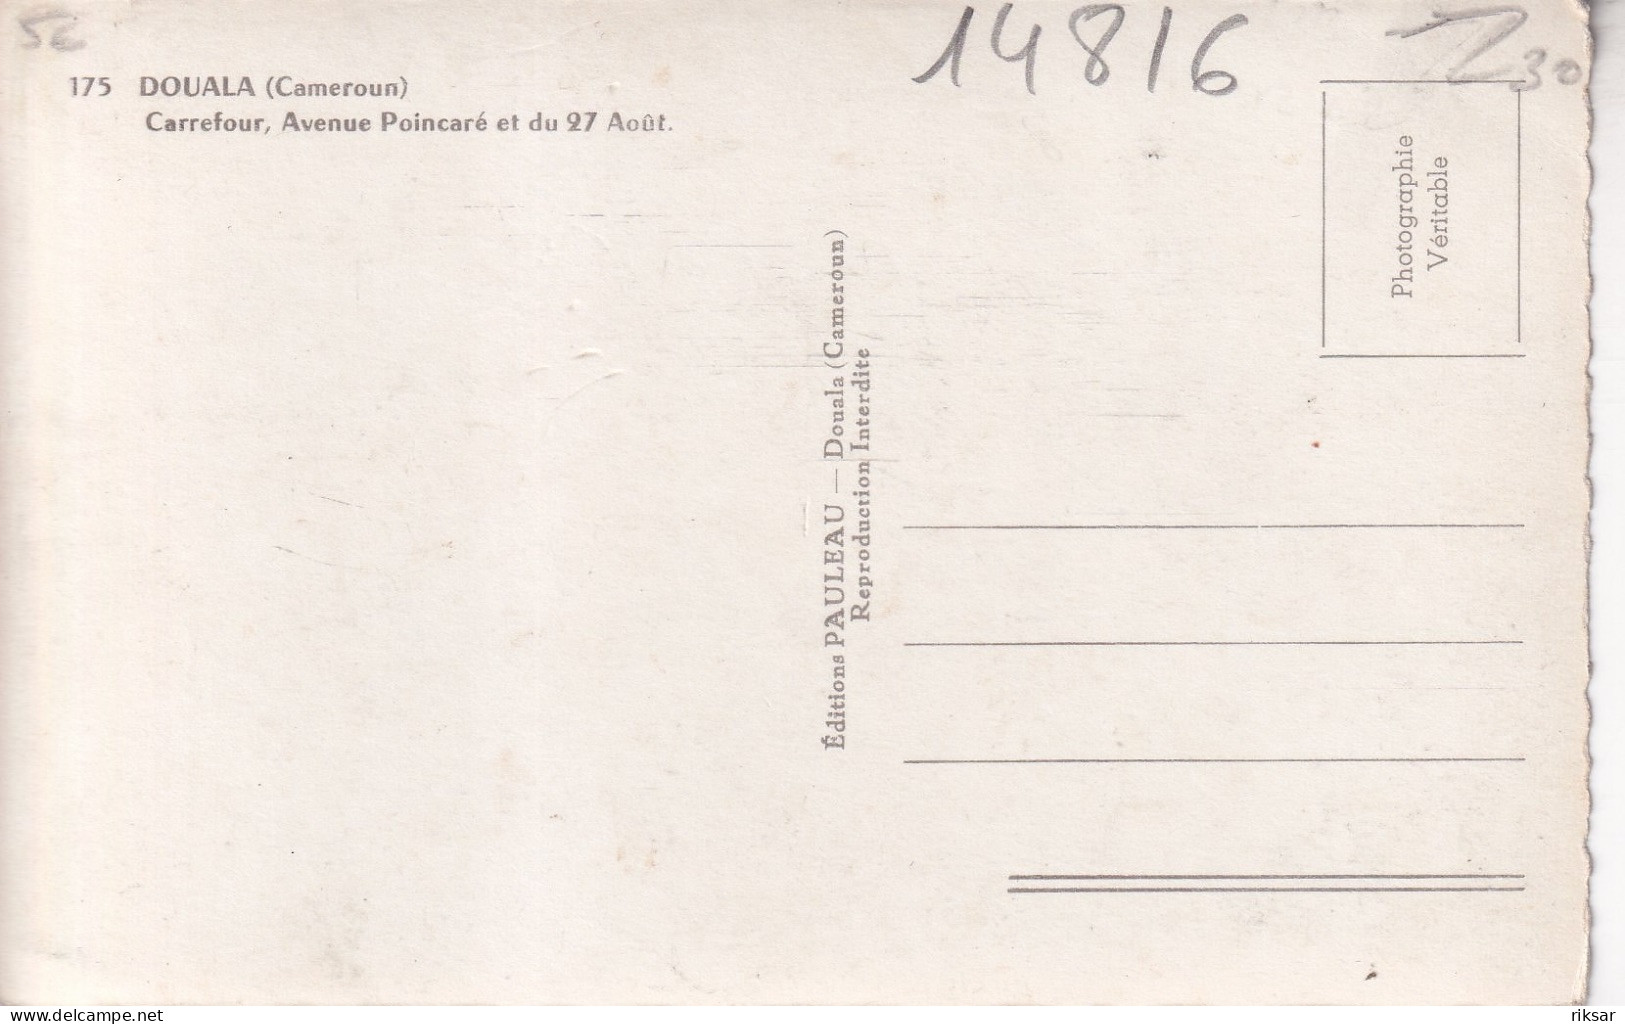 14816
30
175 DOUALA (Cameroun)
Carrefour, Avenue Poincaré et du 27 Août.
Photographie
Véritable
Éditions PAULEAU — Douala (Cameroun)
Reproduction Interdite
www.delcampe.net
riksar